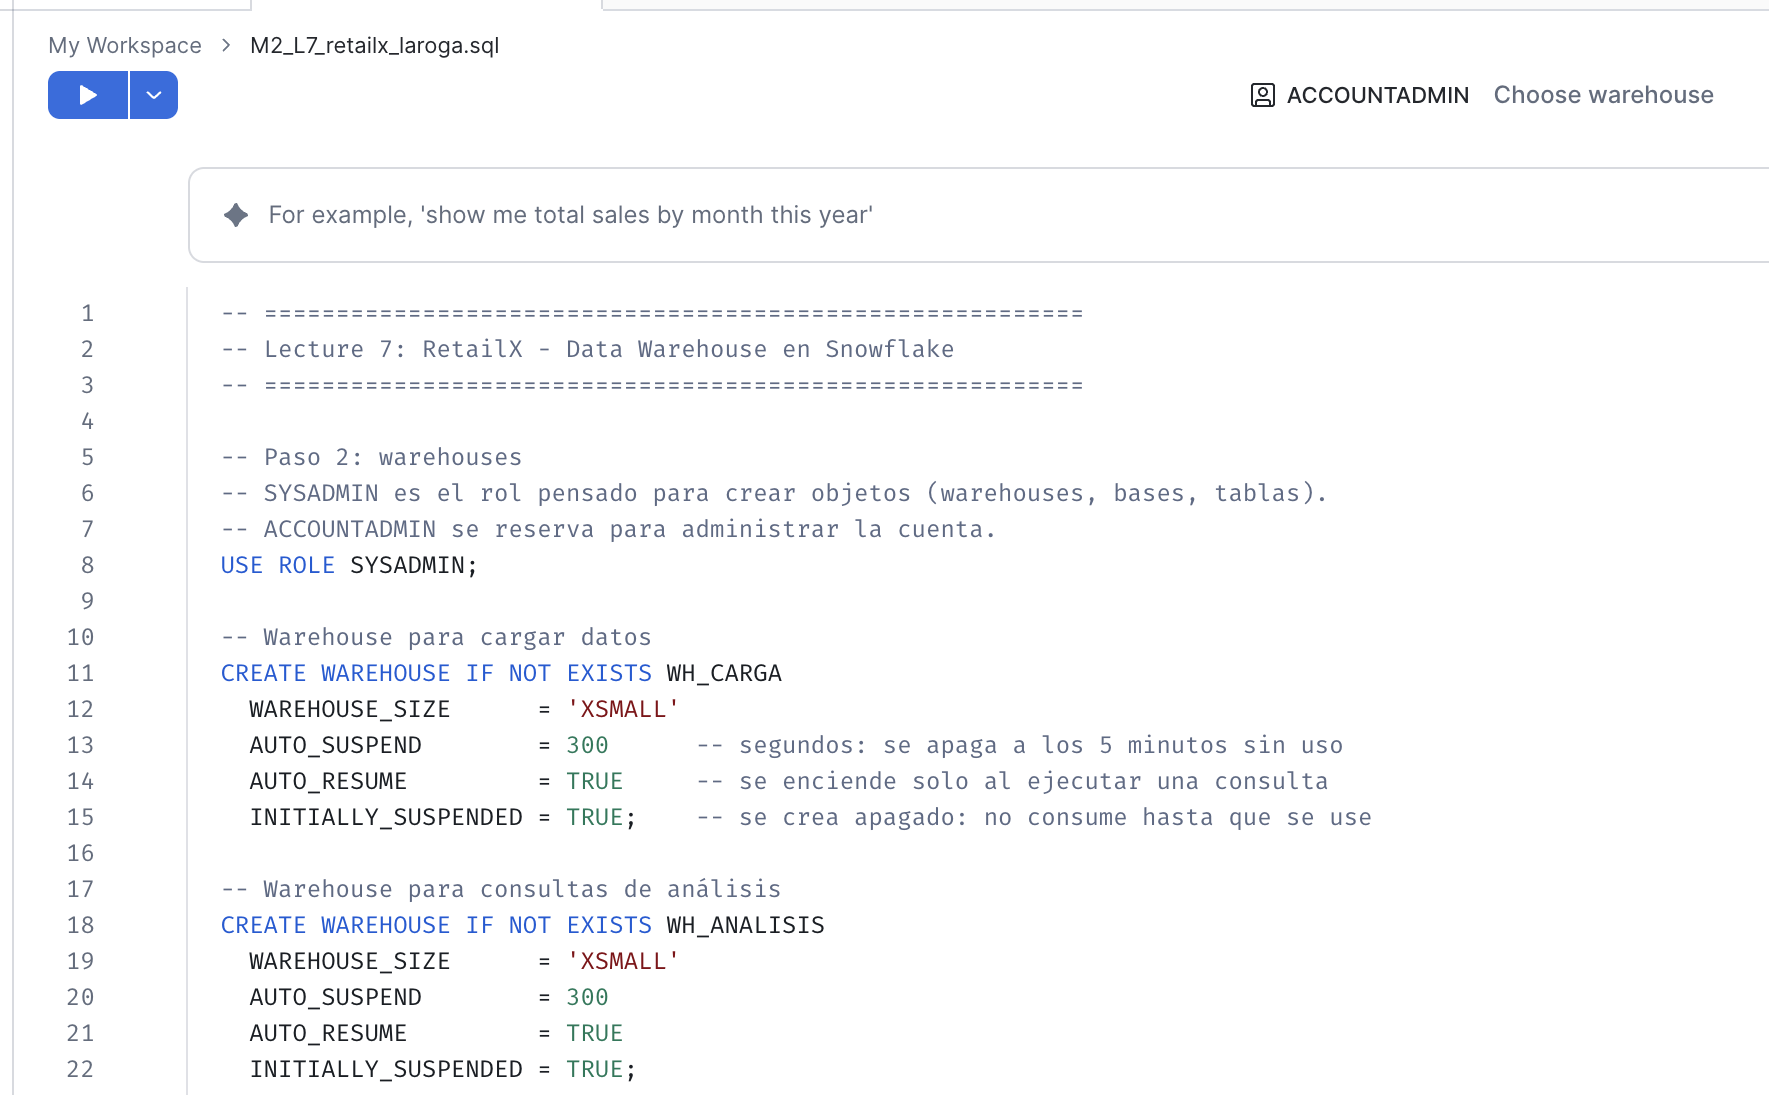 My Workspace > M2_L7_retailx_laroga.sql
ACCOUNTADMIN Choose warehouse
For example, 'show me total sales by month this year'
1 -- =========================================================
2 -- Lecture 7: RetailX - Data Warehouse en Snowflake
3 -- =========================================================
4
5 -- Paso 2: warehouses
6 -- SYSADMIN es el rol pensado para crear objetos (warehouses, bases, tablas).
7 -- ACCOUNTADMIN se reserva para administrar la cuenta.
8 USE ROLE SYSADMIN;
9
10 -- Warehouse para cargar datos
11 CREATE WAREHOUSE IF NOT EXISTS WH_CARGA
12   WAREHOUSE_SIZE      = 'XSMALL'
13   AUTO_SUSPEND        = 300      -- segundos: se apaga a los 5 minutos sin uso
14   AUTO_RESUME         = TRUE     -- se enciende solo al ejecutar una consulta
15   INITIALLY_SUSPENDED = TRUE;    -- se crea apagado: no consume hasta que se use
16
17 -- Warehouse para consultas de análisis
18 CREATE WAREHOUSE IF NOT EXISTS WH_ANALISIS
19   WAREHOUSE_SIZE      = 'XSMALL'
20   AUTO_SUSPEND        = 300
21   AUTO_RESUME         = TRUE
22   INITIALLY_SUSPENDED = TRUE;